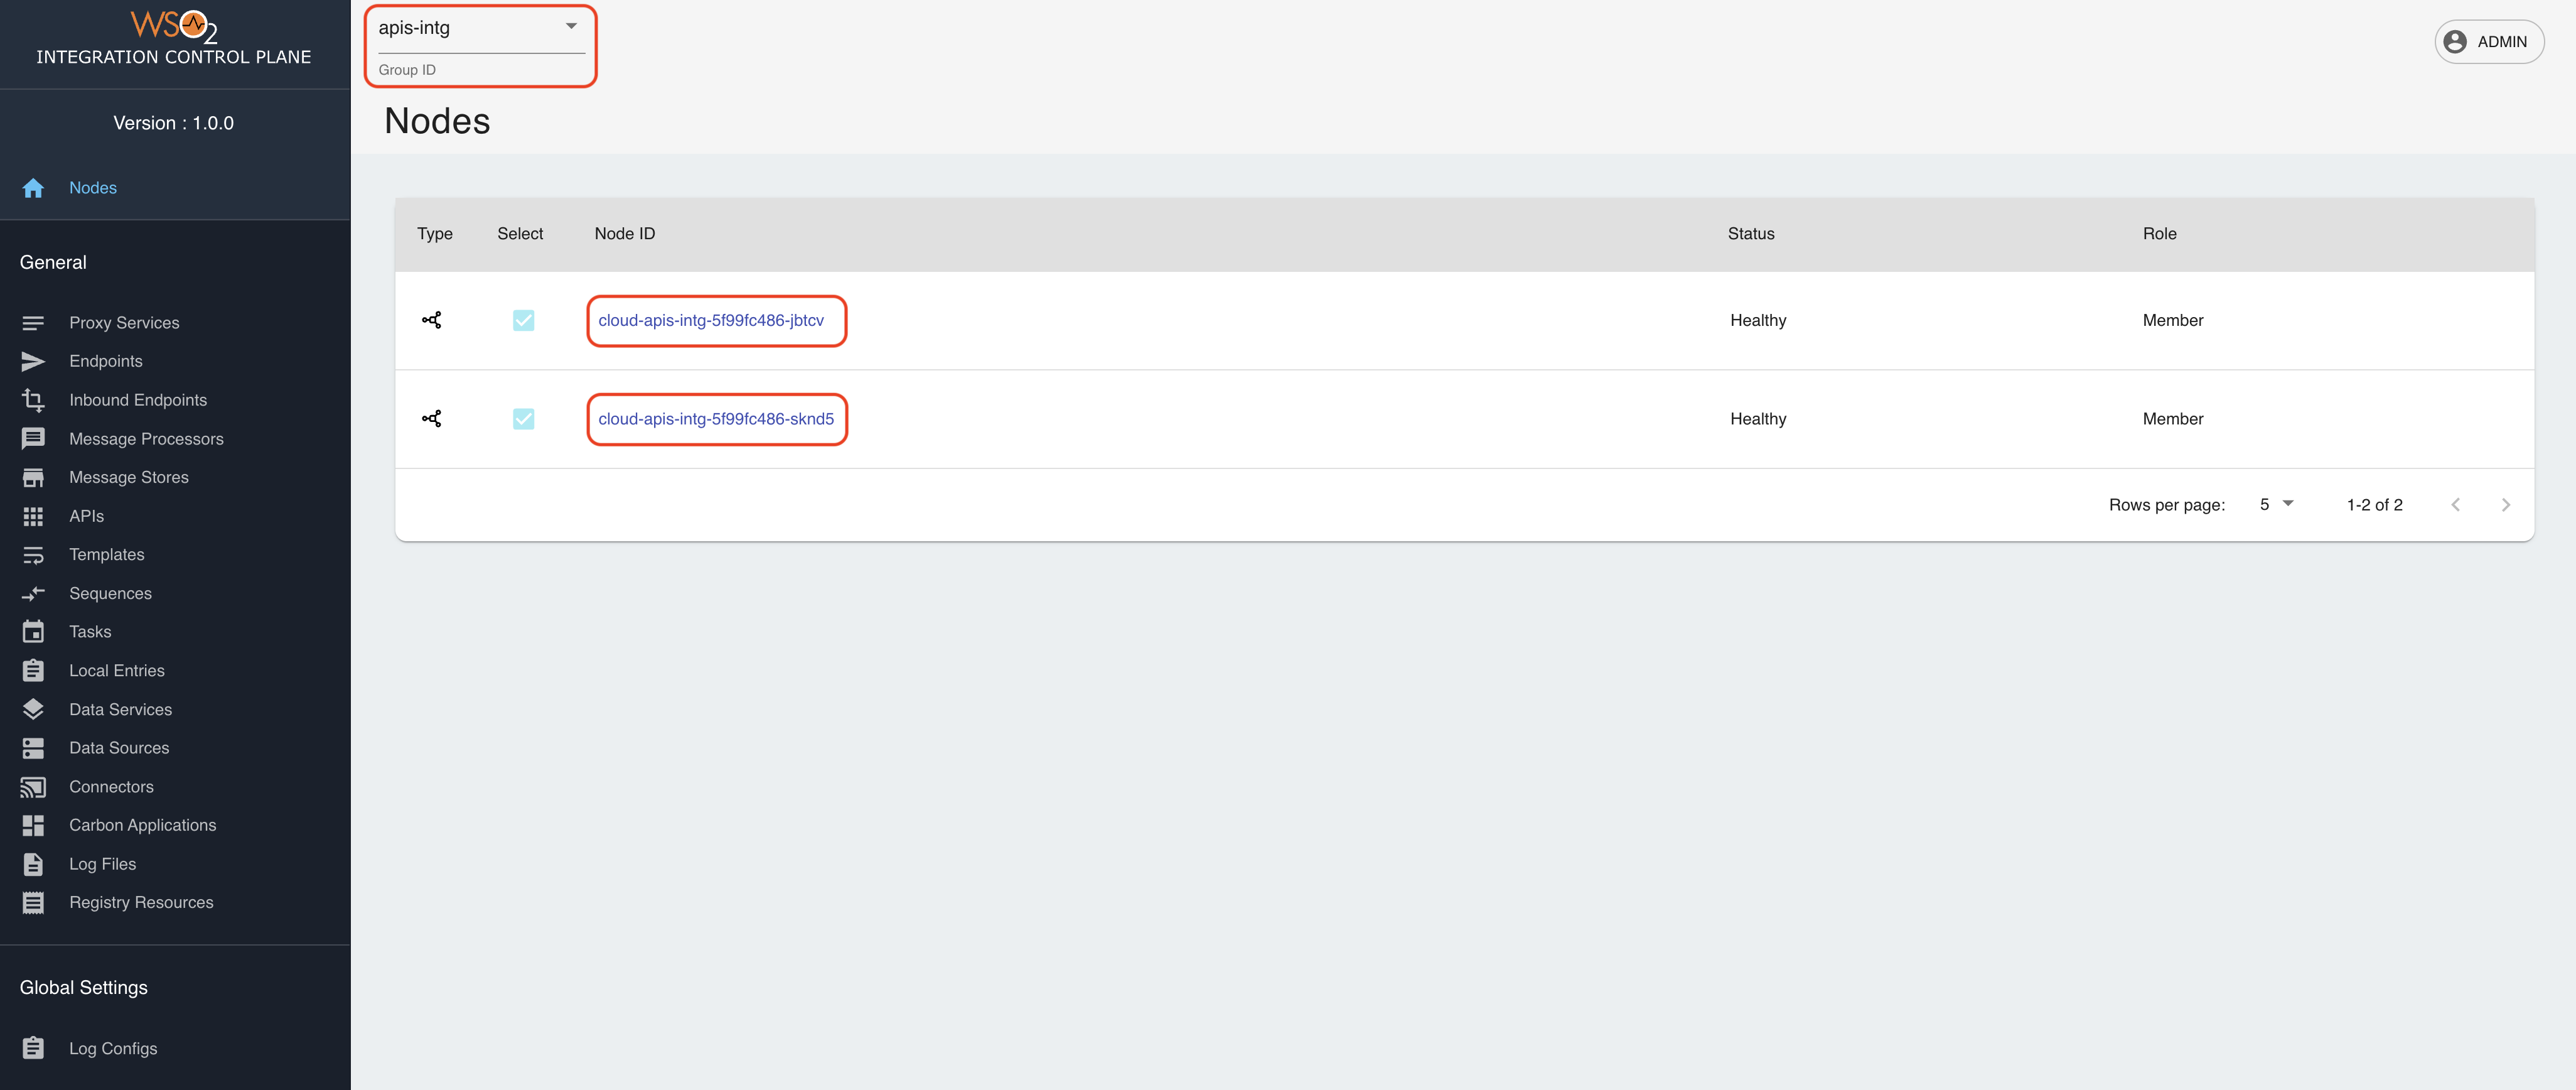 WSO2
INTEGRATION CONTROL PLANE
Version : 1.0.0
Nodes
General
Proxy Services
Endpoints
Inbound Endpoints
Message Processors
Message Stores
APIs
Templates
Sequences
Tasks
Local Entries
Data Services
Data Sources
Connectors
Carbon Applications
Log Files
Registry Resources
Global Settings
Log Configs
apis-intg
Group ID
ADMIN
Nodes
Type Select Node ID Status Role
cloud-apis-intg-5f99fc486-jbtcv Healthy Member
cloud-apis-intg-5f99fc486-sknd5 Healthy Member
Rows per page: 5 1-2 of 2